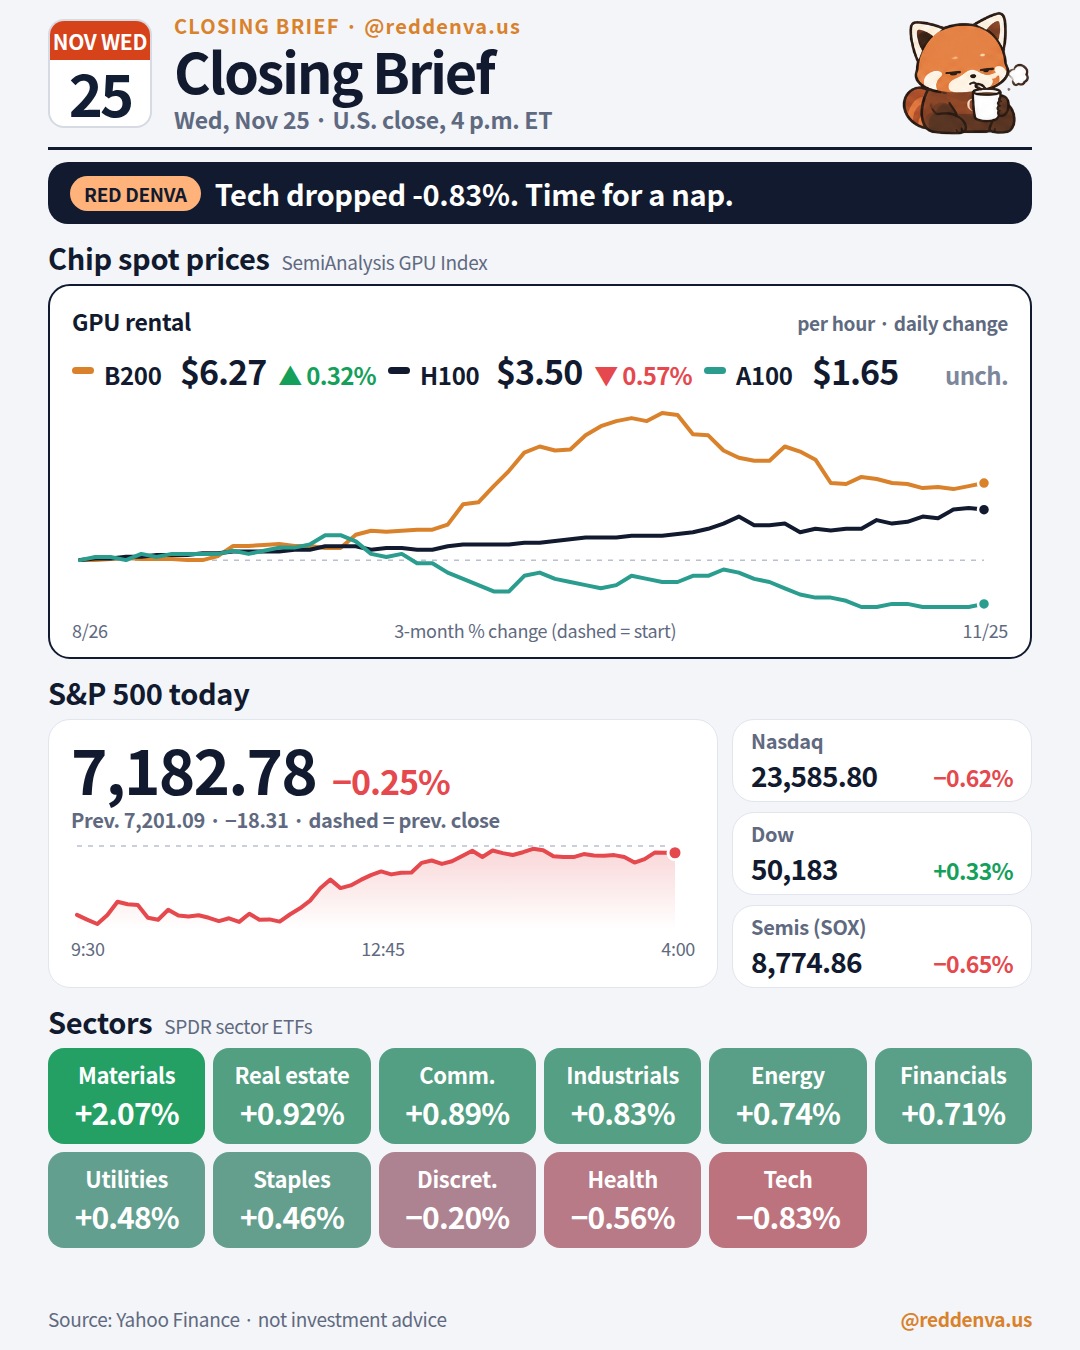 NOV WED
25
CLOSING BRIEF · @reddenva.us
Closing Brief
Wed, Nov 25 · U.S. close, 4 p.m. ET
RED DENVA Tech dropped -0.83%. Time for a nap.
Chip spot prices SemiAnalysis GPU Index
GPU rental per hour · daily change
B200 $6.27 ▲ 0.32% H100 $3.50 ▼ 0.57% A100 $1.65 unch.
8/26 3-month % change (dashed = start) 11/25
S&P 500 today
7,182.78 −0.25%
Prev. 7,201.09 · −18.31 · dashed = prev. close
9:30 12:45 4:00
Nasdaq
23,585.80 −0.62%
Dow
50,183 +0.33%
Semis (SOX)
8,774.86 −0.65%
Sectors SPDR sector ETFs
Materials Real estate Comm. Industrials Energy Financials
+2.07% +0.92% +0.89% +0.83% +0.74% +0.71%
Utilities Staples Discret. Health Tech
+0.48% +0.46% −0.20% −0.56% −0.83%
Source: Yahoo Finance · not investment advice @reddenva.us